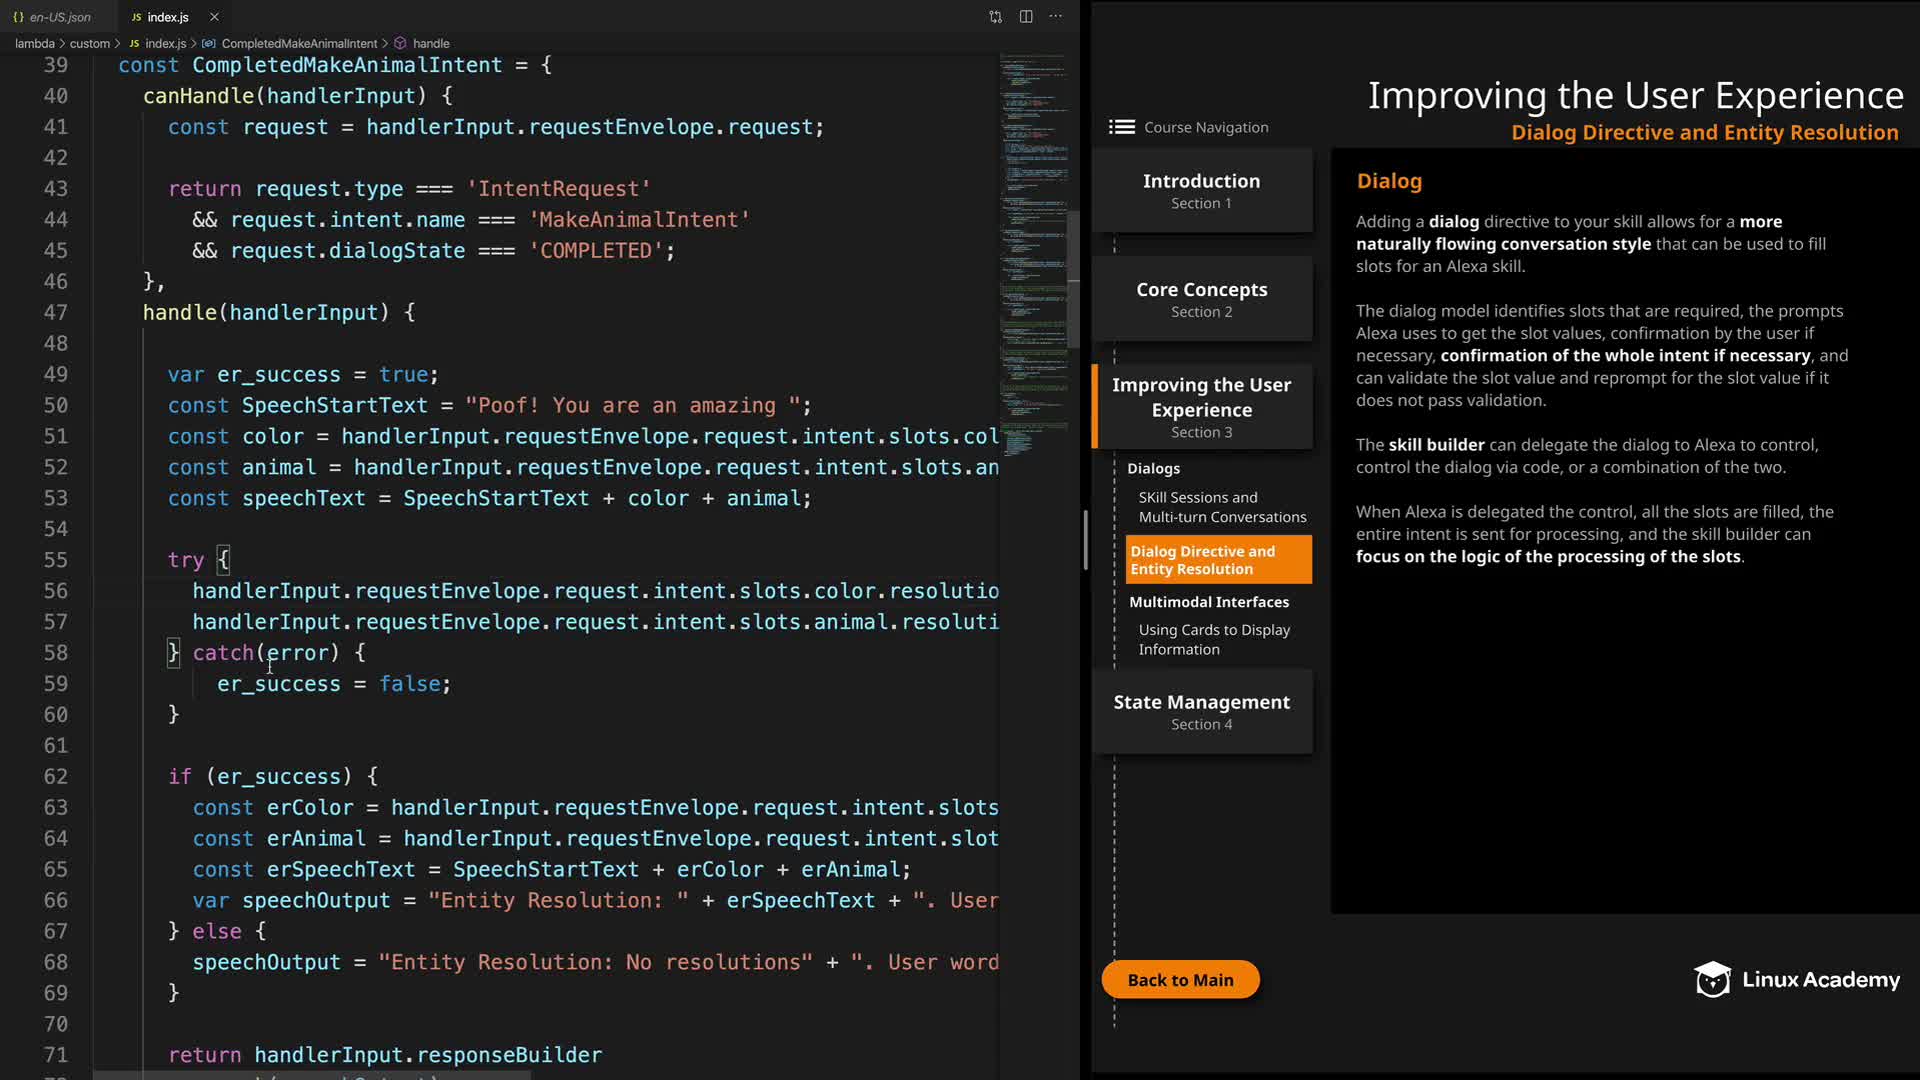 en-US.json
JS index.js
lambda > custom > JS index.js > CompletedMakeAnimalIntent > handle
39 const CompletedMakeAnimalIntent = {
40 canHandle(handlerInput) {
41 const request = handlerInput.requestEnvelope.request;
42
43 return request.type === 'IntentRequest'
44 && request.intent.name === 'MakeAnimalIntent'
45 && request.dialogState === 'COMPLETED';
46 },
47 handle(handlerInput) {
48
49 var er_success = true;
50 const SpeechStartText = "Poof! You are an amazing ";
51 const color = handlerInput.requestEnvelope.request.intent.slots.col
52 const animal = handlerInput.requestEnvelope.request.intent.slots.an
53 const speechText = SpeechStartText + color + animal;
54
55 try {
56 handlerInput.requestEnvelope.request.intent.slots.color.resolutio
57 handlerInput.requestEnvelope.request.intent.slots.animal.resoluti
58 } catch(error) {
59 er_success = false;
60 }
61
62 if (er_success) {
63 const erColor = handlerInput.requestEnvelope.request.intent.slots
64 const erAnimal = handlerInput.requestEnvelope.request.intent.slot
65 const erSpeechText = SpeechStartText + erColor + erAnimal;
66 var speechOutput = "Entity Resolution: " + erSpeechText + ". User
67 } else {
68 speechOutput = "Entity Resolution: No resolutions" + ". User word
69 }
70
71 return handlerInput.responseBuilder
Improving the User Experience
Dialog Directive and Entity Resolution
Course Navigation
Introduction
Section 1
Core Concepts
Section 2
Improving the User
Experience
Section 3
Dialogs
SKill Sessions and
Multi-turn Conversations
Dialog Directive and
Entity Resolution
Multimodal Interfaces
Using Cards to Display
Information
State Management
Section 4
Back to Main
Dialog
Adding a dialog directive to your skill allows for a more
naturally flowing conversation style that can be used to fill
slots for an Alexa skill.
The dialog model identifies slots that are required, the prompts
Alexa uses to get the slot values, confirmation by the user if
necessary, confirmation of the whole intent if necessary, and
can validate the slot value and reprompt for the slot value if it
does not pass validation.
The skill builder can delegate the dialog to Alexa to control,
control the dialog via code, or a combination of the two.
When Alexa is delegated the control, all the slots are filled, the
entire intent is sent for processing, and the skill builder can
focus on the logic of the processing of the slots.
Linux Academy